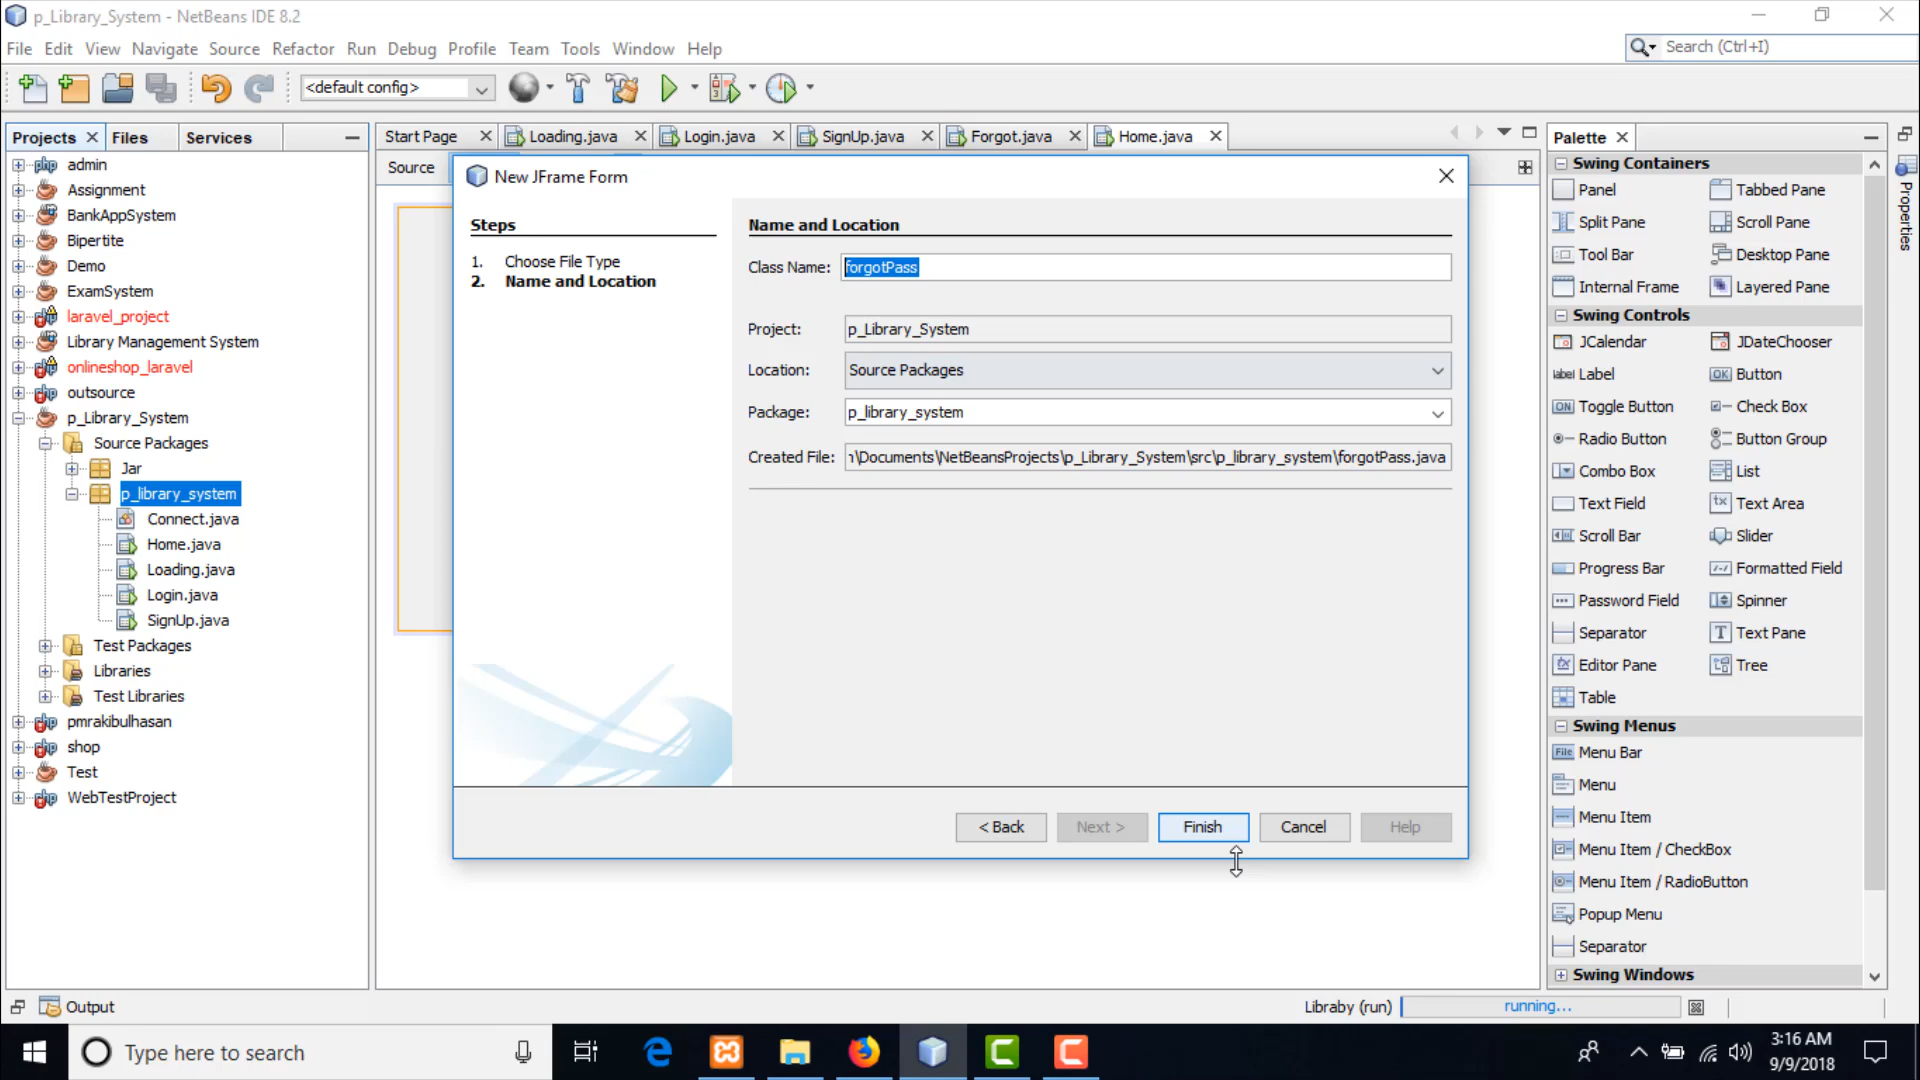 p_Library_System - NetBeans IDE 8.2
File Edit View Navigate Source Refactor Run Debug Profile Team Tools Window Help
Search (Ctrl+I)
<default config>
Projects Files Services
Start Page Loading.java Login.java SignUp.java Forgot.java Home.java
Source
admin
Assignment
BankAppSystem
Bipertite
Demo
ExamSystem
laravel_project
Library Management System
onlineshop_laravel
outsource
p_Library_System
Source Packages
Jar
p_library_system
Connect.java
Home.java
Loading.java
Login.java
SignUp.java
Test Packages
Libraries
Test Libraries
pmrakibulhasan
shop
Test
WebTestProject
New JFrame Form
Steps
1. Choose File Type
2. Name and Location
Name and Location
Class Name: forgotPass
Project: p_Library_System
Location: Source Packages
Package: p_library_system
Created File: \Documents\NetBeansProjects\p_Library_System\src\p_library_system\forgotPass.java
< Back Next > Finish Cancel Help
Palette
Swing Containers
Panel Tabbed Pane
Split Pane Scroll Pane
Tool Bar Desktop Pane
Internal Frame Layered Pane
Swing Controls
JCalendar JDateChooser
label Label OK Button
ON Toggle Button Check Box
Radio Button Button Group
Combo Box List
Text Field Text Area
Scroll Bar Slider
Progress Bar Formatted Field
Password Field Spinner
Separator Text Pane
Editor Pane Tree
Table
Swing Menus
File Menu Bar
Menu
Menu Item
Menu Item / CheckBox
Menu Item / RadioButton
Popup Menu
Separator
Swing Windows
Properties
Output
Libraby (run) running...
Type here to search
3:16 AM
9/9/2018